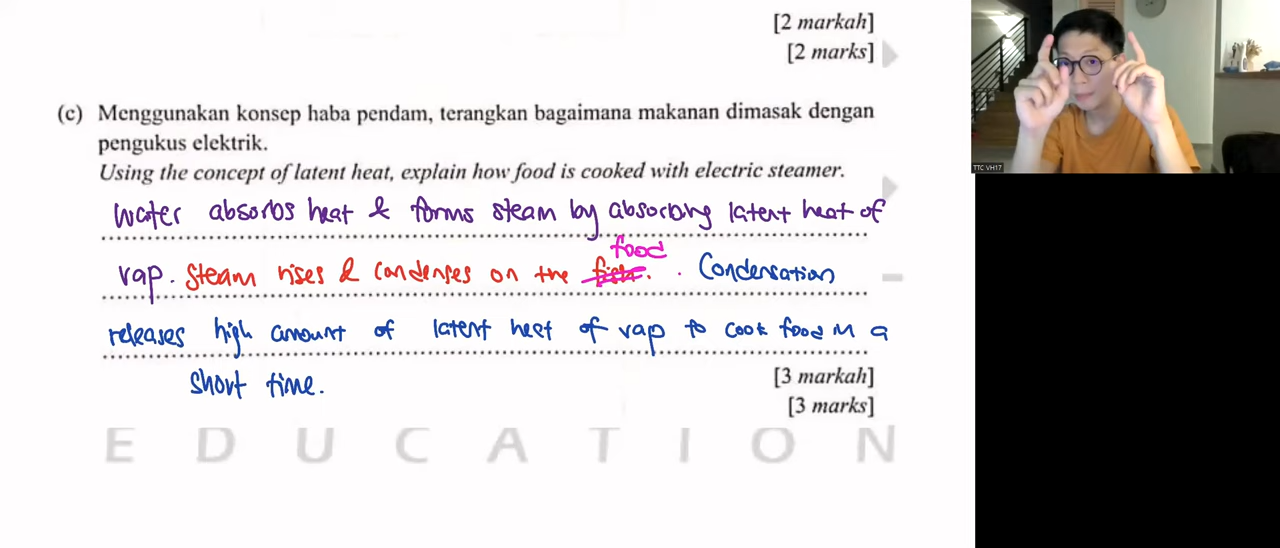 [2 markah]
[2 marks]
(c) Menggunakan konsep haba pendam, terangkan bagaimana makanan dimasak dengan
pengukus elektrik.
Using the concept of latent heat, explain how food is cooked with electric steamer.
Water absorbs heat & forms steam by absorbing latent heat of
food
vap. Steam rises & condenses on the fish. . Condensation
releases high amount of latent heat of vap to cook food in a
short time.
[3 markah]
[3 marks]
EDUCATION
TTC VH17